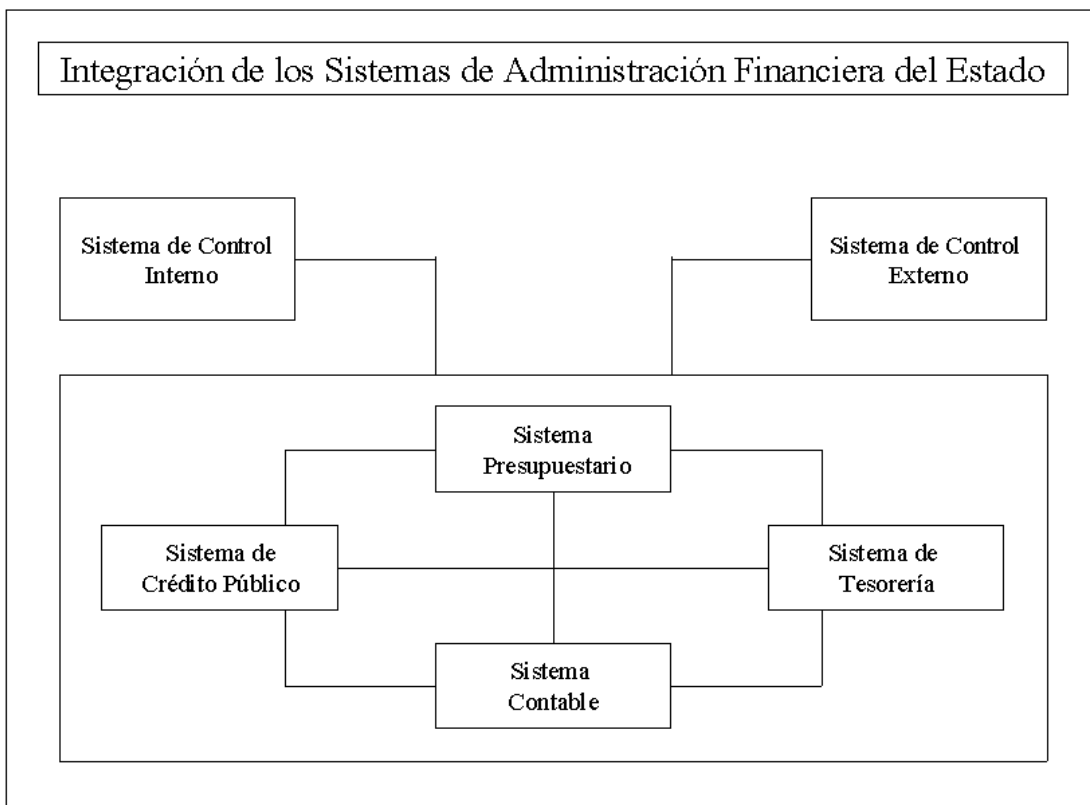 Integración de los Sistemas de Administración Financiera del Estado
Sistema de Control
Interno
Sistema de Control
Externo
Sistema
Presupuestario
Sistema de
Crédito Público
Sistema de
Tesorería
Sistema
Contable